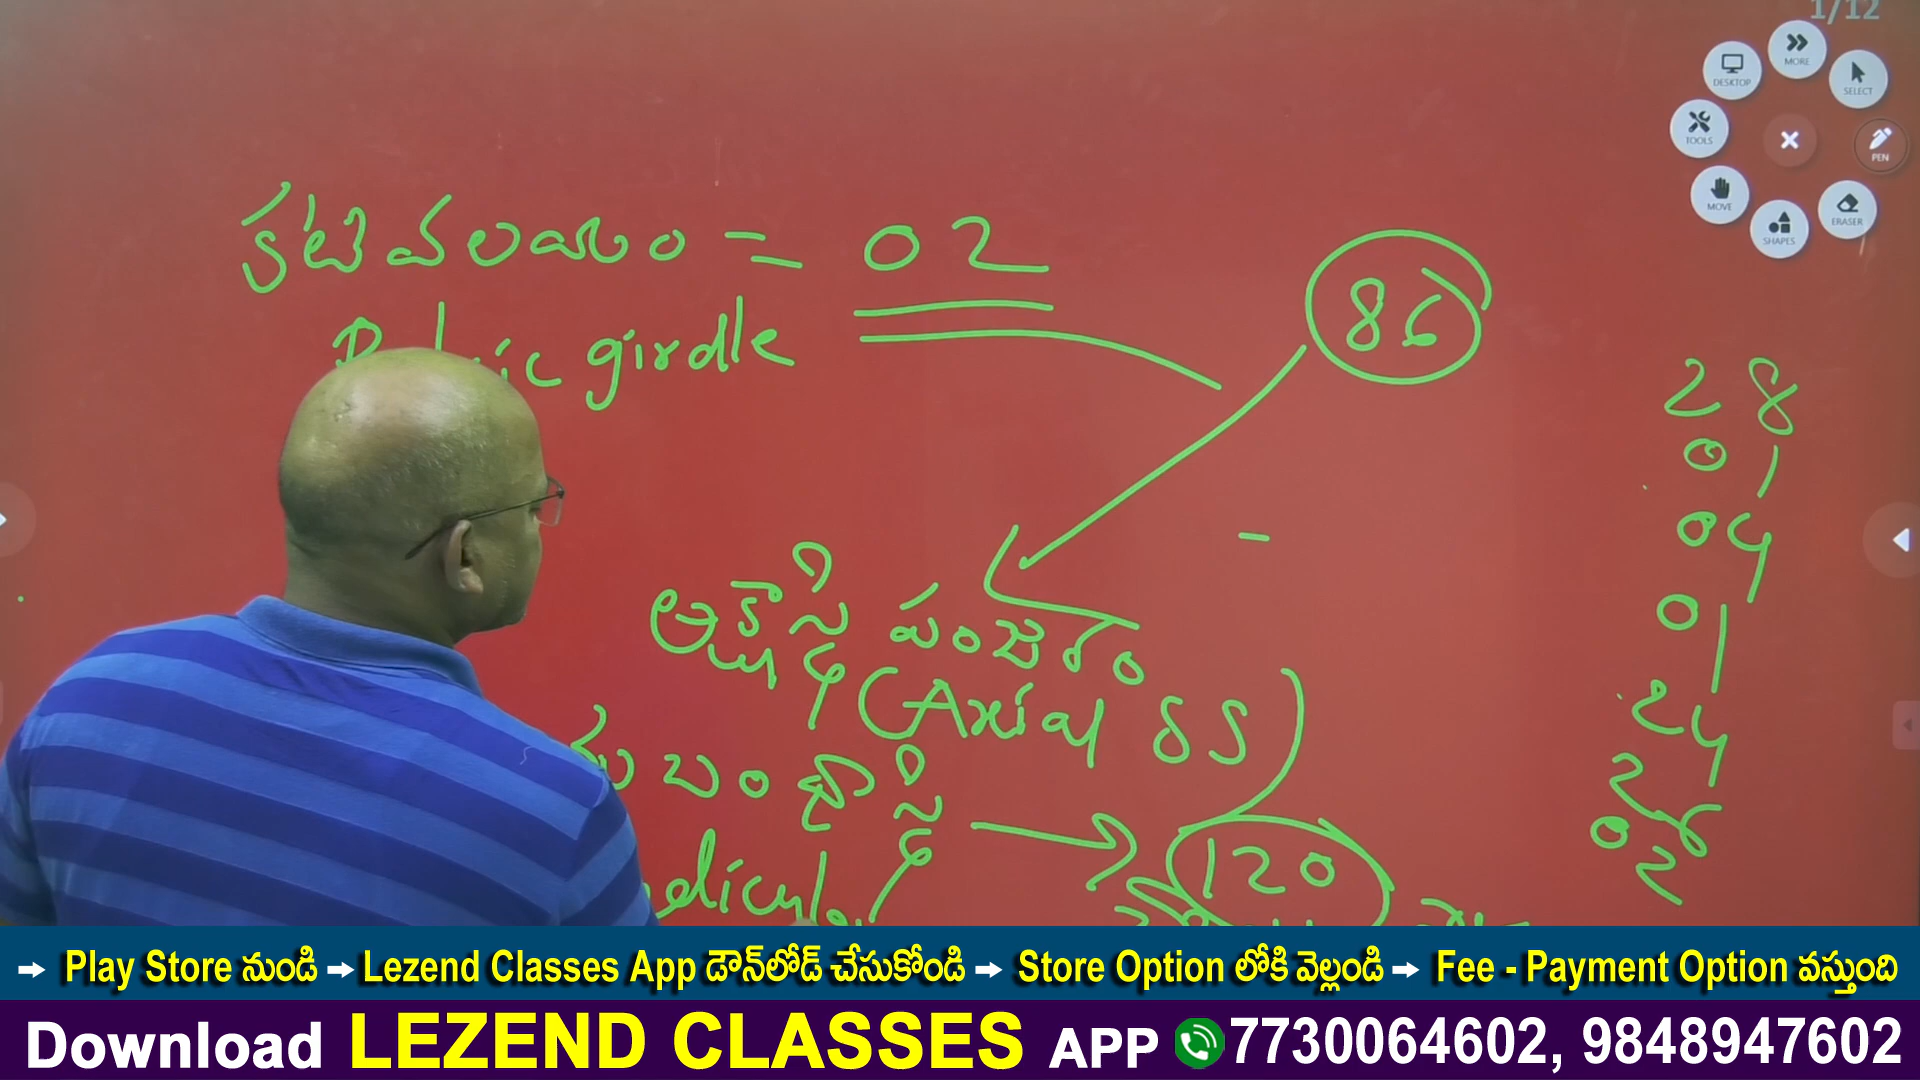 1/12
MORE
DESKTOP
SELECT
TOOLS
PEN
MOVE
ERASER
SHAPES
కటి వలయం = 02
girdle
86
28
01
04
01
24
26
02
పంజరం
(Axial
120
→ Play Store నుండి → Lezend Classes App డౌన్‌లోడ్ చేసుకోండి → Store Option లోకి వెల్లండి → Fee - Payment Option వస్తుంది
Download LEZEND CLASSES APP 7730064602, 9848947602